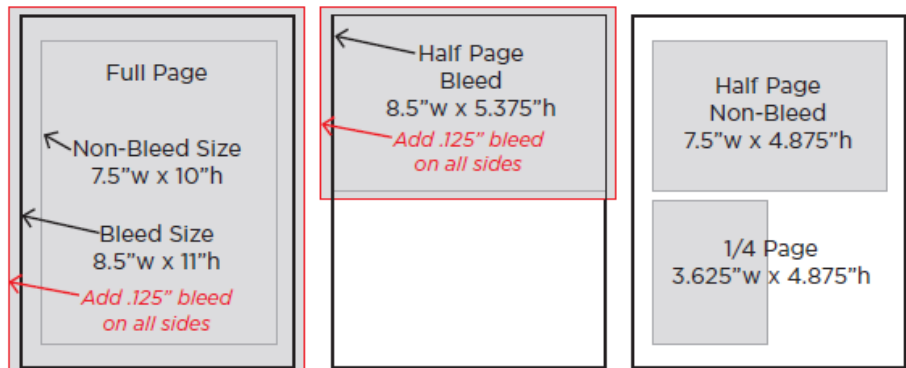 Full Page
Non-Bleed Size
7.5”w x 10”h
Bleed Size
8.5”w x 11”h
Add .125” bleed
on all sides
Half Page
Bleed
8.5”w x 5.375”h
Add .125” bleed
on all sides
Half Page
Non-Bleed
7.5”w x 4.875”h
1/4 Page
3.625”w x 4.875”h